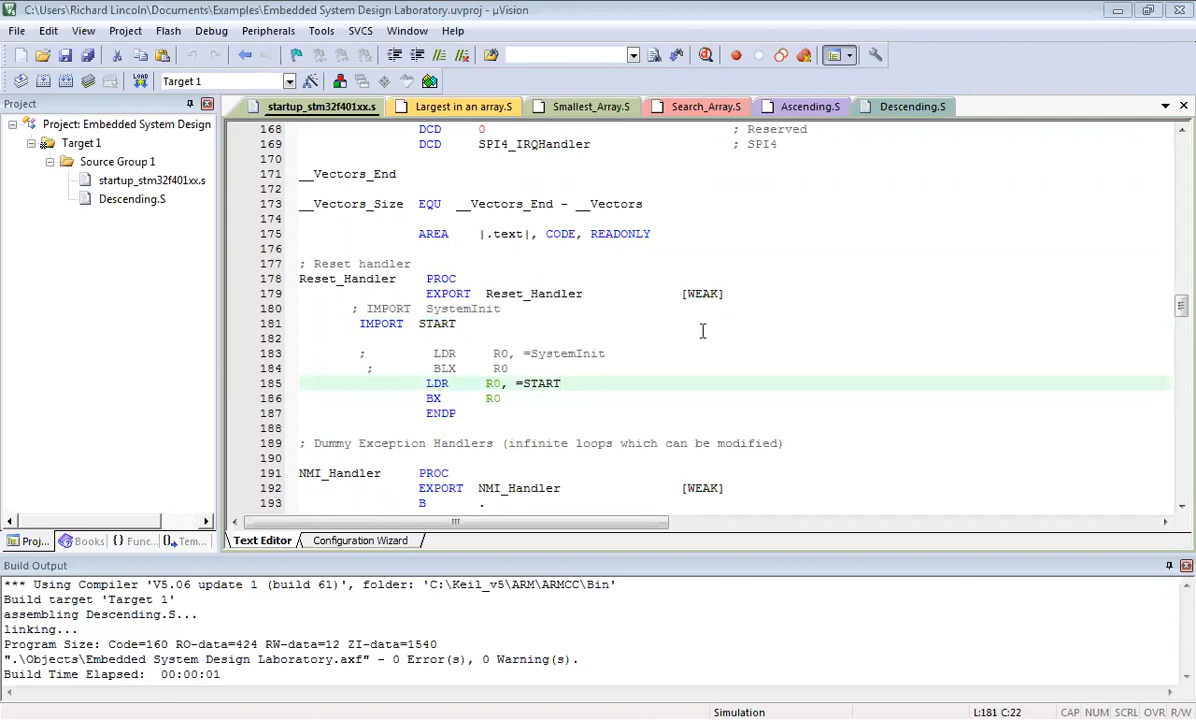 C:\Users\Richard Lincoln\Documents\Examples\Embedded System Design Laboratory.uvproj - µVision
File Edit View Project Flash Debug Peripherals Tools SVCS Window Help
LOAD Target 1
Project
startup_stm32f401xx.s Largest in an array.S Smallest_Array.S Search_Array.S Ascending.S Descending.S
Project: Embedded System Design
Target 1
Source Group 1
startup_stm32f401xx.s
Descending.S
168 DCD 0 ; Reserved
169 DCD SPI4_IRQHandler ; SPI4
170
171 __Vectors_End
172
173 __Vectors_Size EQU __Vectors_End - __Vectors
174
175 AREA |.text|, CODE, READONLY
176
177 ; Reset handler
178 Reset_Handler PROC
179 EXPORT Reset_Handler [WEAK]
180 ; IMPORT SystemInit
181 IMPORT START
182
183 ; LDR R0, =SystemInit
184 ; BLX R0
185 LDR R0, =START
186 BX R0
187 ENDP
188
189 ; Dummy Exception Handlers (infinite loops which can be modified)
190
191 NMI_Handler PROC
192 EXPORT NMI_Handler [WEAK]
193 B .
Proj... Books {} Func... Tem...
Text Editor Configuration Wizard
Build Output
*** Using Compiler 'V5.06 update 1 (build 61)', folder: 'C:\Keil_v5\ARM\ARMCC\Bin'
Build target 'Target 1'
assembling Descending.S...
linking...
Program Size: Code=160 RO-data=424 RW-data=12 ZI-data=1540
".\Objects\Embedded System Design Laboratory.axf" - 0 Error(s), 0 Warning(s).
Build Time Elapsed: 00:00:01
Simulation L:181 C:22 CAP NUM SCRL OVR R/W